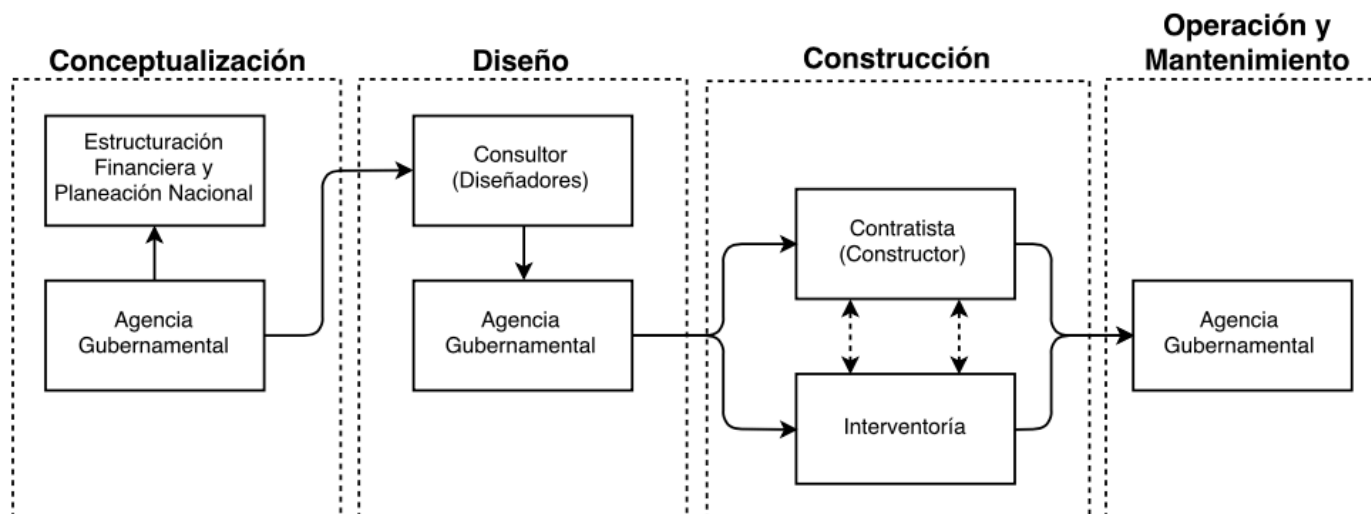 Conceptualización
Estructuración
Financiera y
Planeación Nacional
Agencia
Gubernamental
Diseño
Consultor
(Diseñadores)
Agencia
Gubernamental
Construcción
Contratista
(Constructor)
Interventoría
Operación y
Mantenimiento
Agencia
Gubernamental